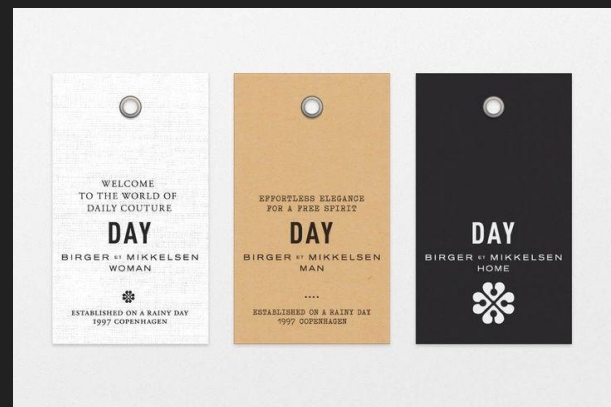 WELCOME
TO THE WORLD OF
DAILY COUTURE
DAY
BIRGER ET MIKKELSEN
WOMAN
ESTABLISHED ON A RAINY DAY
1997 COPENHAGEN
EFFORTLESS ELEGANCE
FOR A FREE SPIRIT
DAY
BIRGER ET MIKKELSEN
MAN
ESTABLISHED ON A RAINY DAY
1997 COPENHAGEN
DAY
BIRGER ET MIKKELSEN
HOME